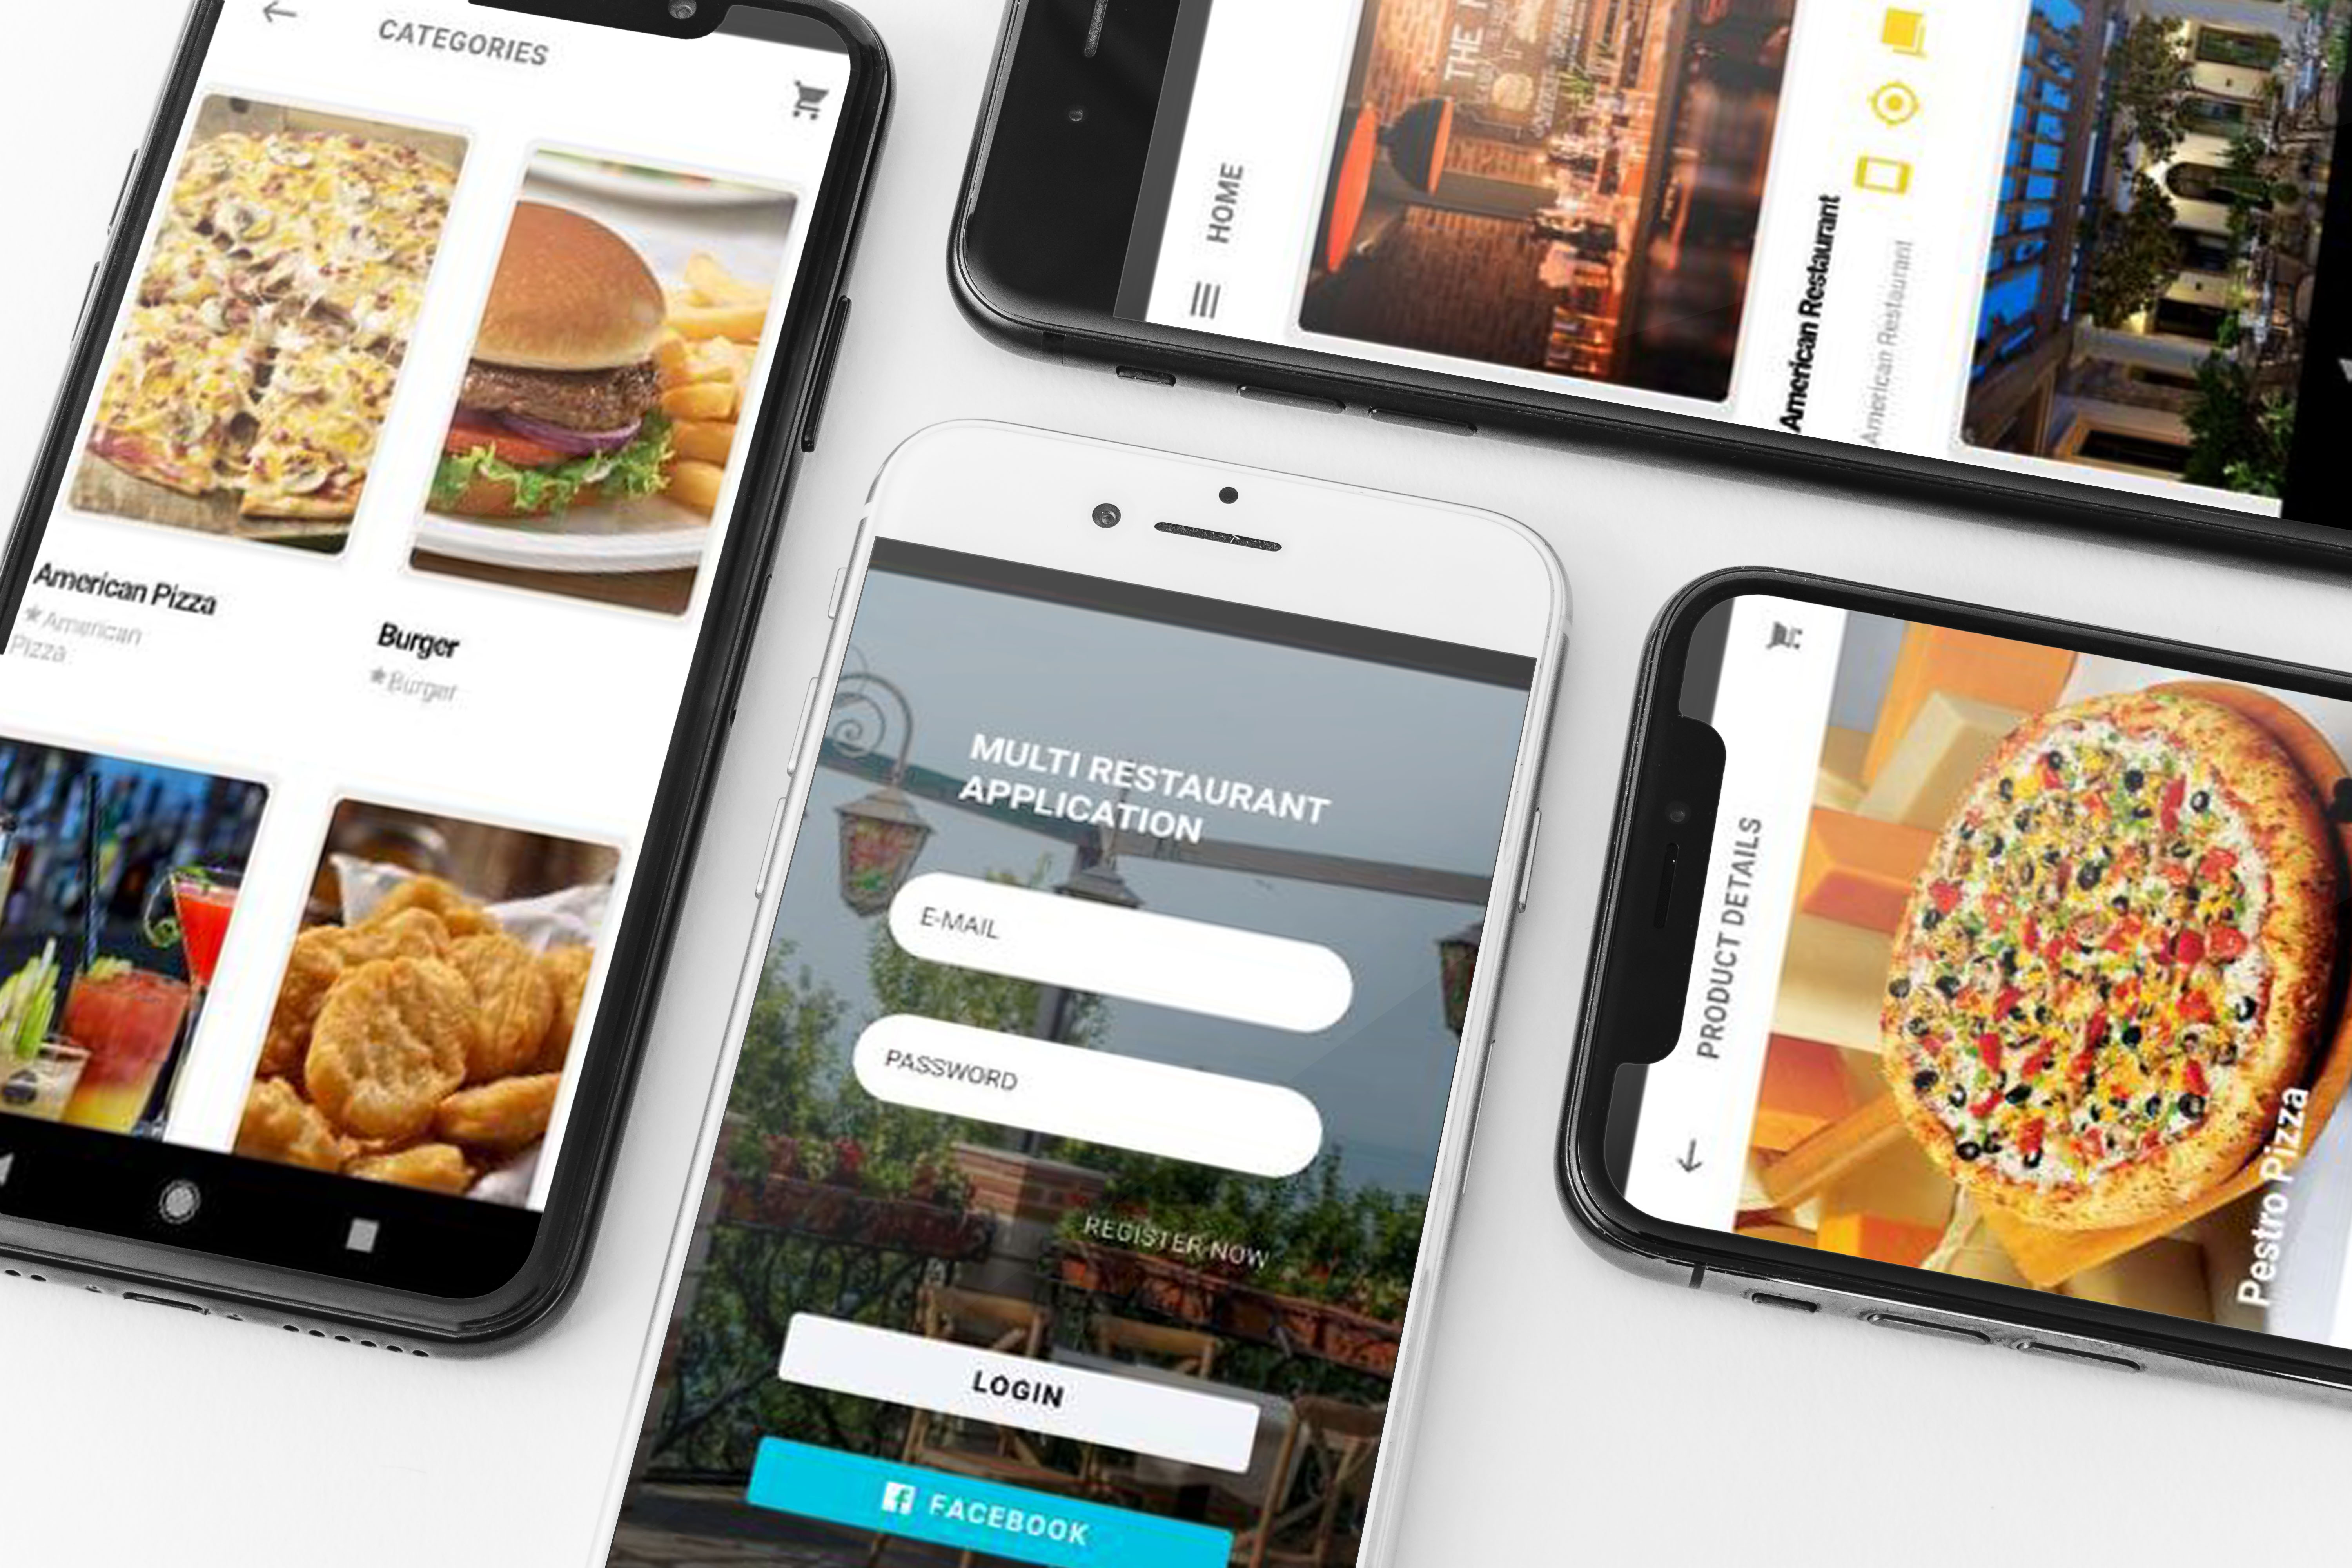 CATEGORIES
American Pizza
★American
Pizza
Burger
★Burger
HOME
THE
American Restaurant
American Restaurant
MULTI RESTAURANT
APPLICATION
E-MAIL
PASSWORD
REGISTER NOW
LOGIN
FACEBOOK
PRODUCT DETAILS
Pestro Pizza